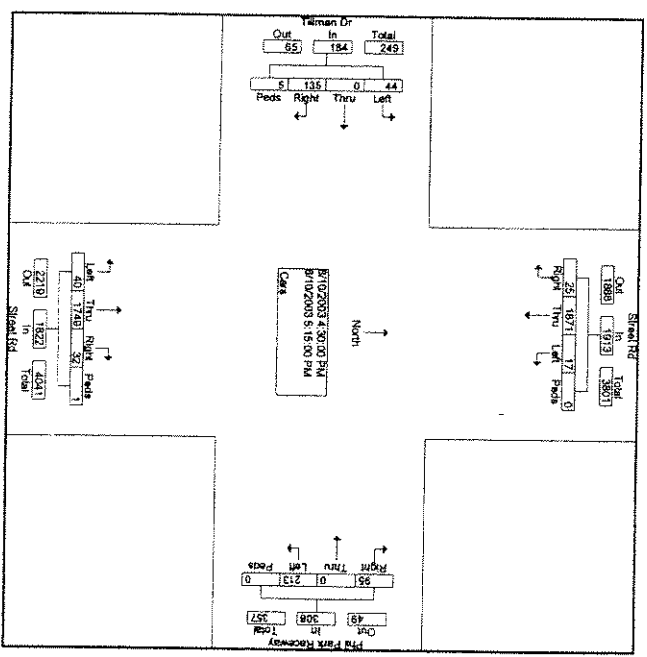 Tilman Dr
Out In Total
65 184 249
5 135 0 44
Peds Right Thru Left
Street Rd
Out In Total
2219 1822 4041
Left Thru Right Peds
40 1749 32 1
North
8/10/2003 4:30:00 PM
8/10/2003 5:15:00 PM
Cars
Street Rd
Out In Total
1888 1913 3801
25 1871 17 0
Right Thru Left Peds
Right Thru Left Peds
95 0 213 0
Out In Total
49 308 357
Phil Park Raceway